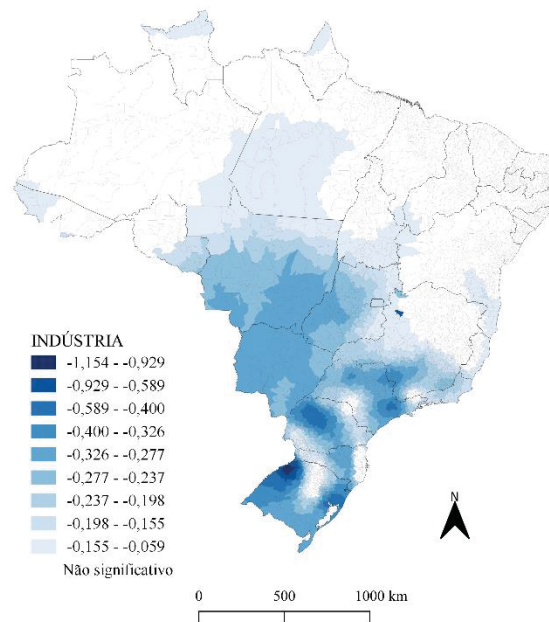 INDÚSTRIA
-1,154 - -0,929
-0,929 - -0,589
-0,589 - -0,400
-0,400 - -0,326
-0,326 - -0,277
-0,277 - -0,237
-0,237 - -0,198
-0,198 - -0,155
-0,155 - -0,059
Não significativo
N
0 500 1000 km